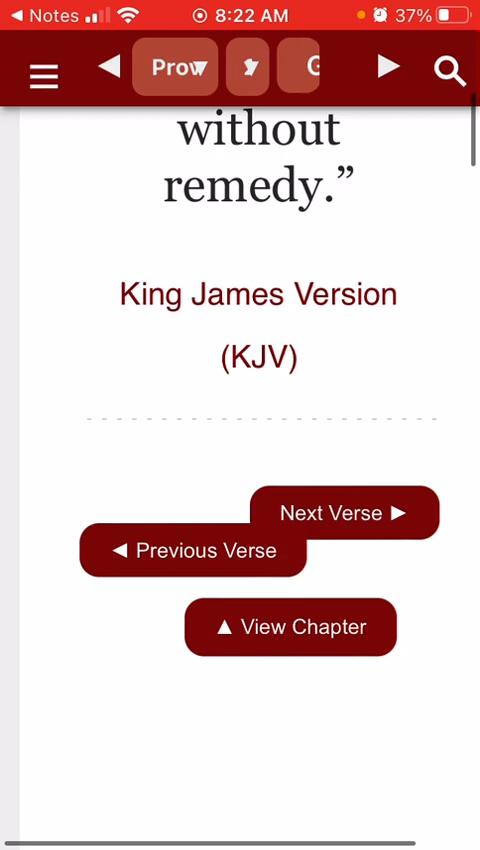 ◀ Notes 8:22 AM 37%
◀ Prov ▶
without
remedy.”
King James Version
(KJV)
Next Verse ▶
◀ Previous Verse
▲ View Chapter